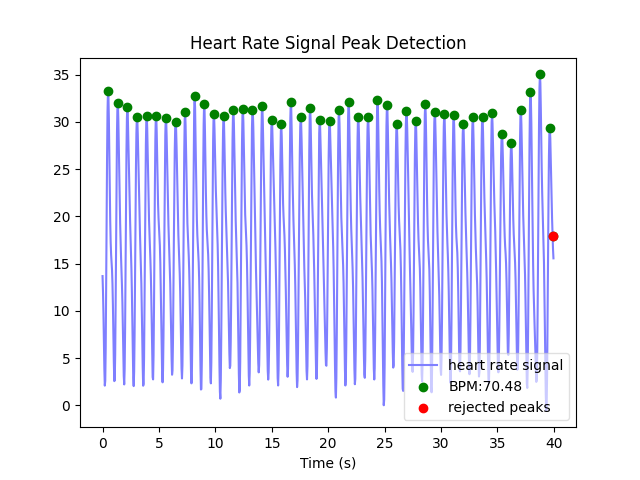 Heart Rate Signal Peak Detection
35
30
25
20
15
10
5
0
heart rate signal
BPM:70.48
rejected peaks
0 5 10 15 20 25 30 35 40
Time (s)